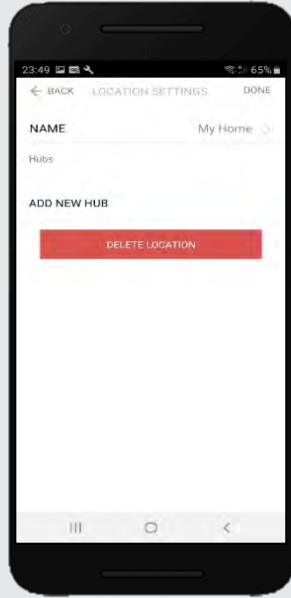 23:49 65%
← BACK LOCATION SETTINGS DONE
NAME My Home >
Hubs
ADD NEW HUB
DELETE LOCATION